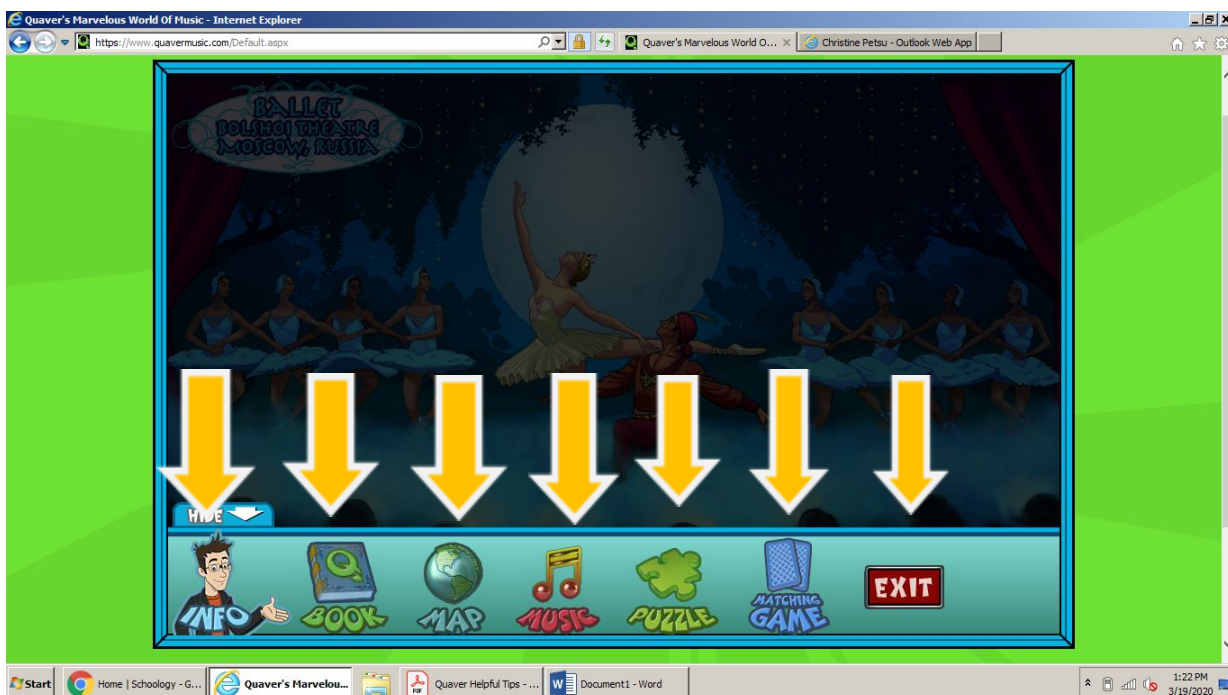 Quaver's Marvelous World Of Music - Internet Explorer
https://www.quavermusic.com/Default.aspx
Quaver's Marvelous World O...
Christine Petsu - Outlook Web App
BALLET
BOLSHOI THEATRE
MOSCOW, RUSSIA
HIDE
INFO
BOOK
MAP
MUSIC
PUZZLE
MATCHING
GAME
EXIT
Start
Home | Schoology - G...
Quaver's Marvelou...
Quaver Helpful Tips - ...
Document1 - Word
1:22 PM
3/19/2020